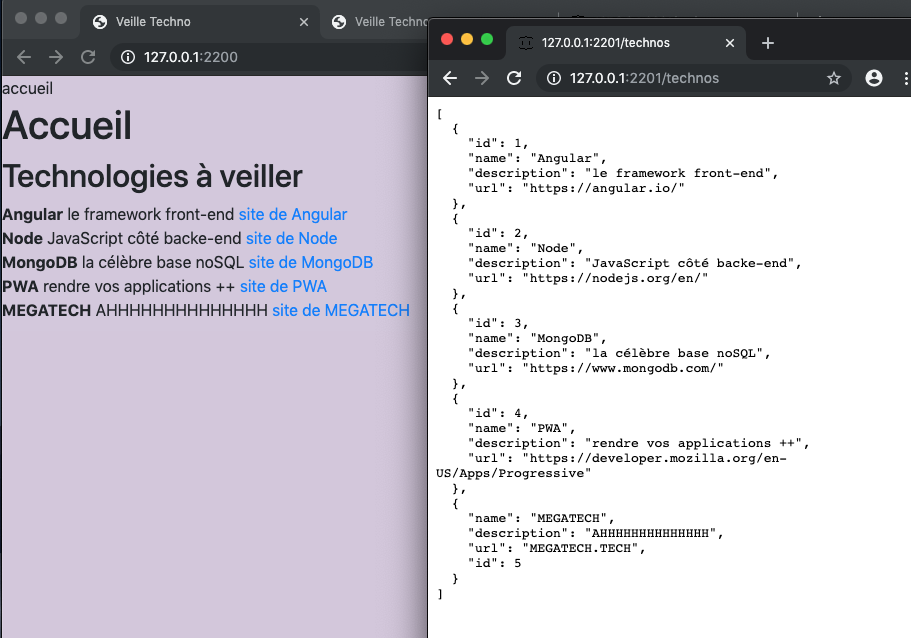 Veille Techno
Veille Techno
127.0.0.1:2200
accueil
Accueil
Technologies à veiller
Angular le framework front-end site de Angular
Node JavaScript côté backe-end site de Node
MongoDB la célèbre base noSQL site de MongoDB
PWA rendre vos applications ++ site de PWA
MEGATECH AHHHHHHHHHHHHHH site de MEGATECH
127.0.0.1:2201/technos
127.0.0.1:2201/technos
[
{
"id": 1,
"name": "Angular",
"description": "le framework front-end",
"url": "https://angular.io/"
},
{
"id": 2,
"name": "Node",
"description": "JavaScript côté backe-end",
"url": "https://nodejs.org/en/"
},
{
"id": 3,
"name": "MongoDB",
"description": "la célèbre base noSQL",
"url": "https://www.mongodb.com/"
},
{
"id": 4,
"name": "PWA",
"description": "rendre vos applications ++",
"url": "https://developer.mozilla.org/en-
US/Apps/Progressive"
},
{
"name": "MEGATECH",
"description": "AHHHHHHHHHHHHHH",
"url": "MEGATECH.TECH",
"id": 5
}
]